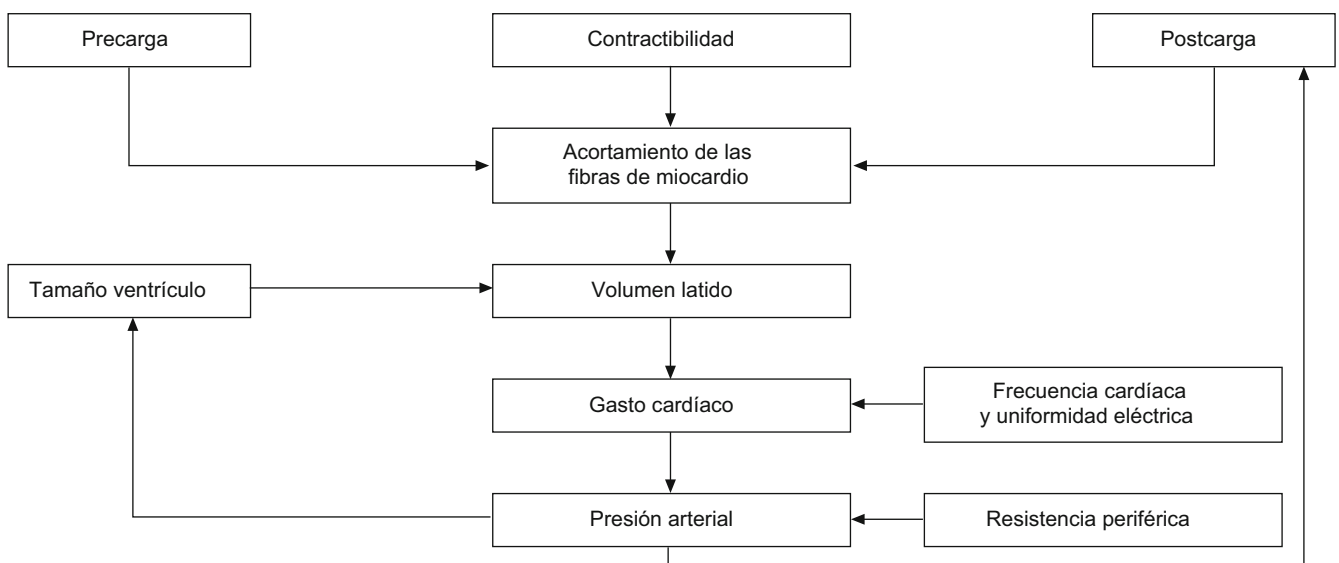 Precarga
Contractibilidad
Postcarga
Acortamiento de las
fibras de miocardio
Tamaño ventrículo
Volumen latido
Gasto cardíaco
Frecuencia cardíaca
y uniformidad eléctrica
Presión arterial
Resistencia periférica